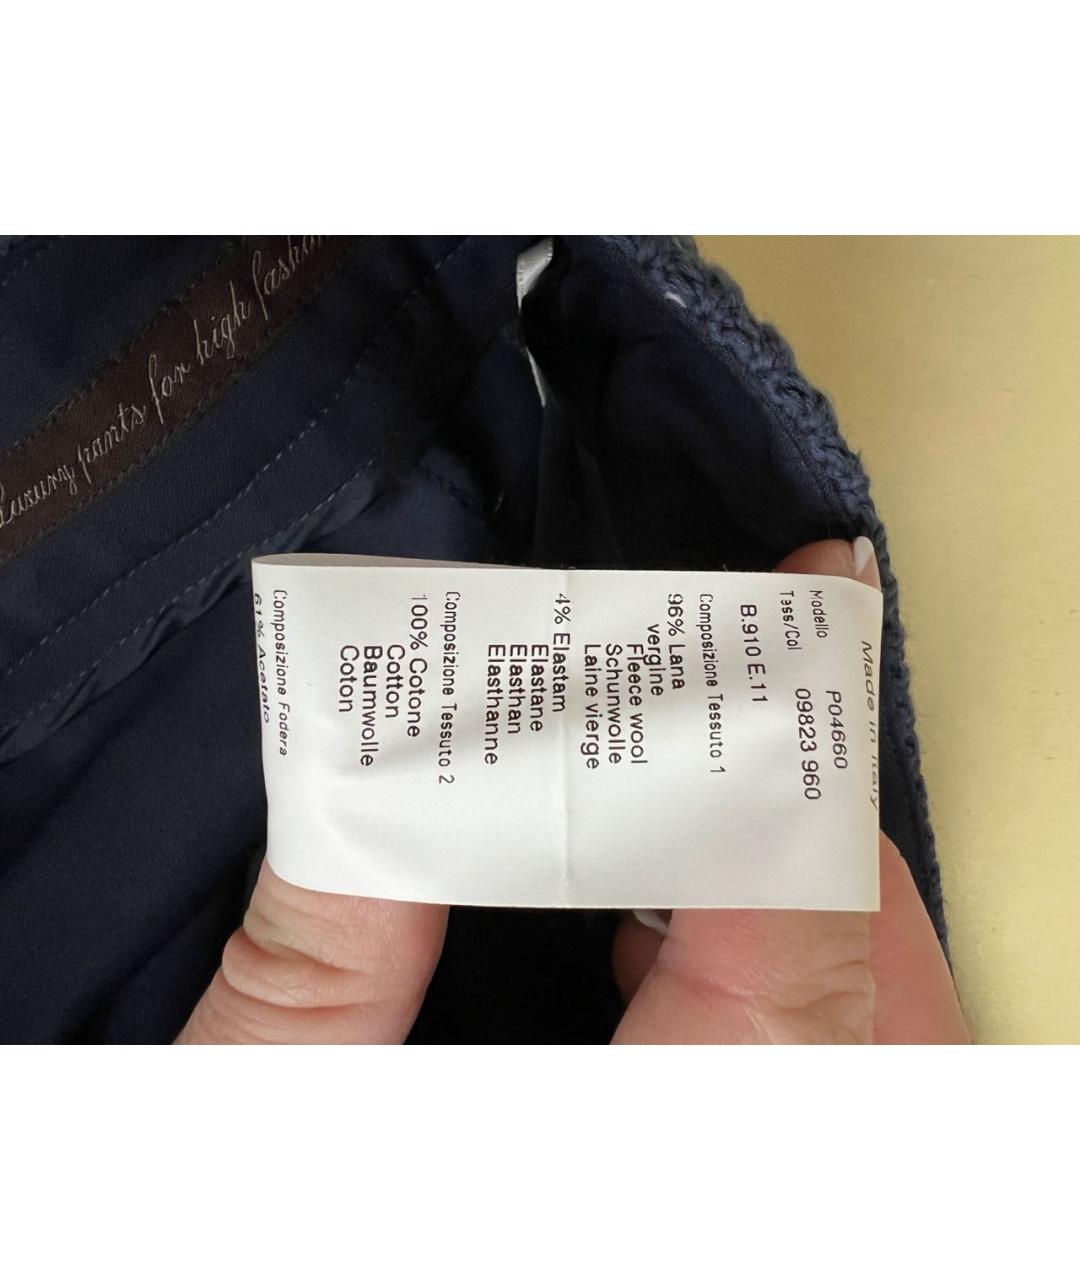 Luxury pants for high fashion
Made in Italy
Modello P04660
Tess/Col 09823 960
B.910 E.11
Composizione Tessuto 1
96% Lana
vergine
Fleece wool
Schunwolle
Laine vierge
4% Elastam
Elastane
Elasthan
Elasthanne
Composizione Tessuto 2
100% Cotone
Cotton
Baumwolle
Coton
Composizione Fodera
61% Acetato